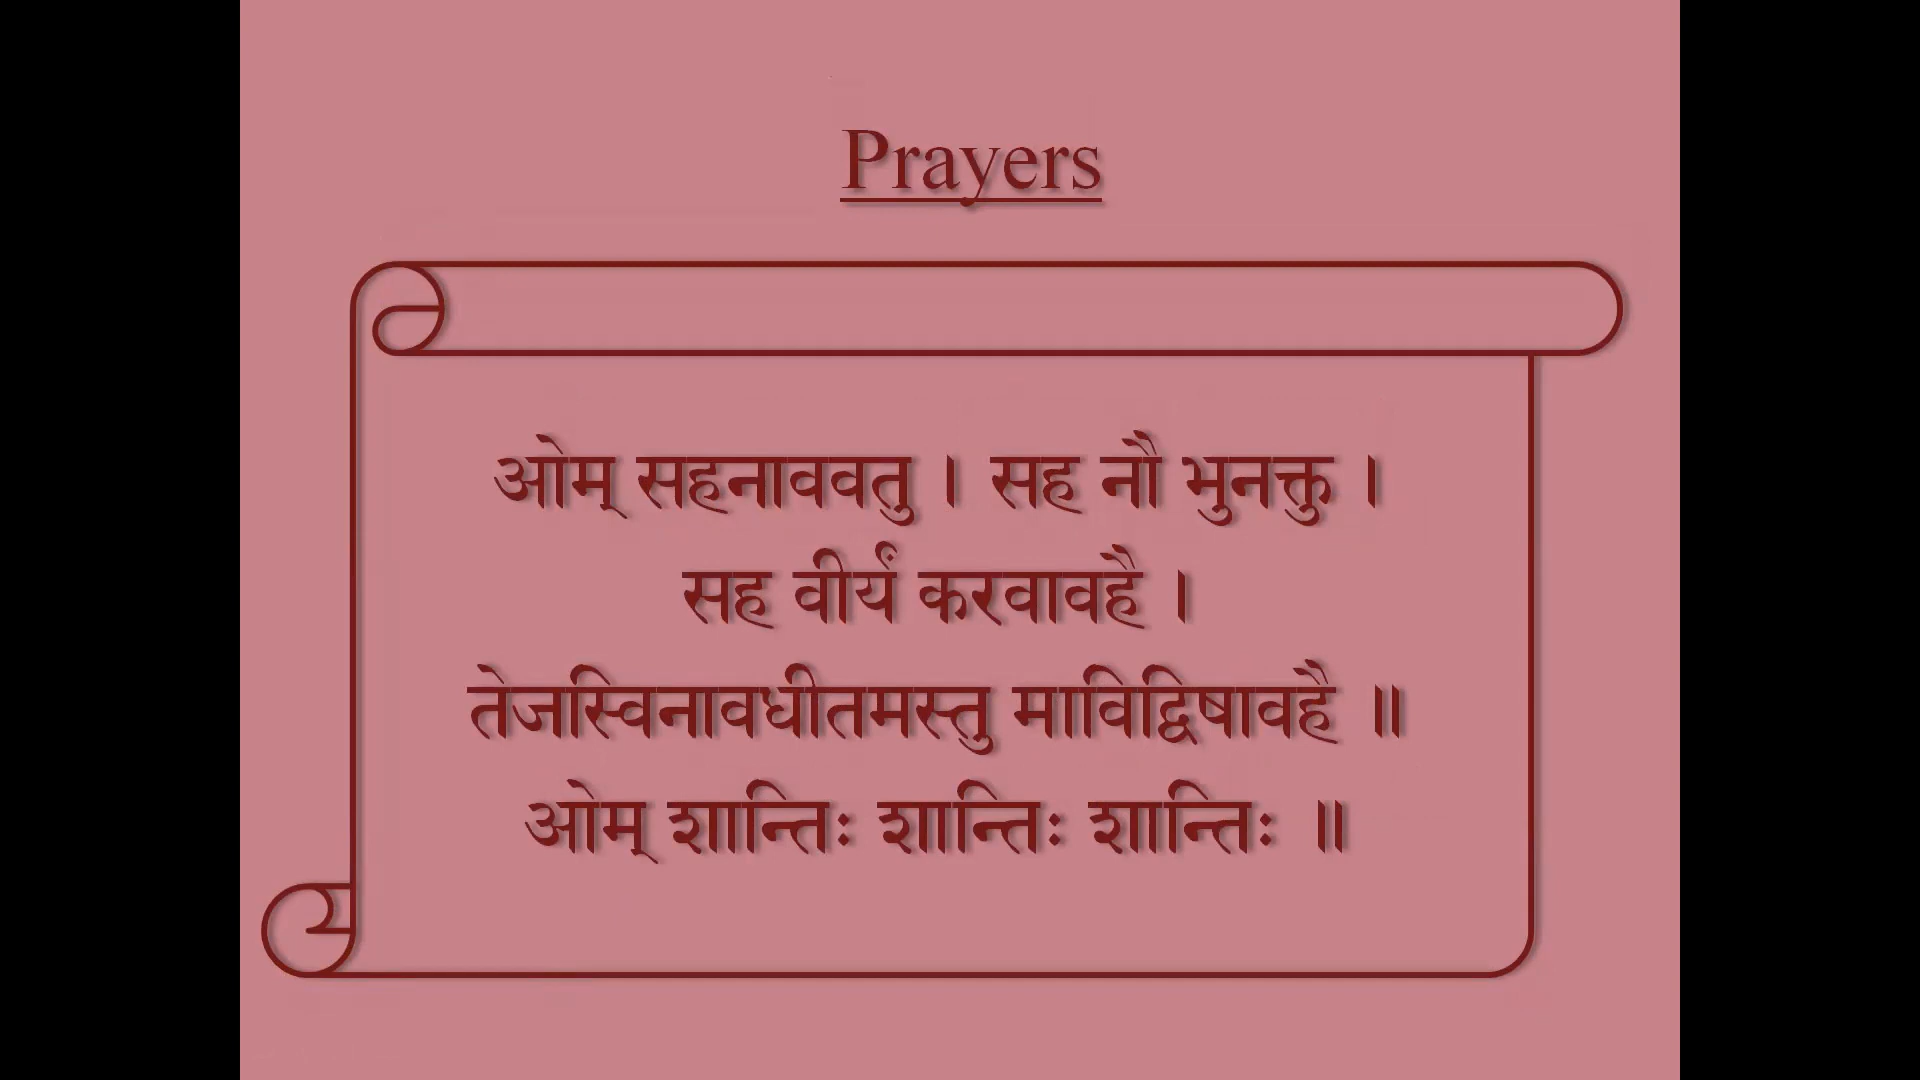 Prayers
ओम् सहनाववतु । सह नौ भुनक्तु ।
सह वीर्यं करवावहै ।
तेजस्विनावधीतमस्तु माविद्विषावहै ॥
ओम् शान्तिः शान्तिः शान्तिः ॥